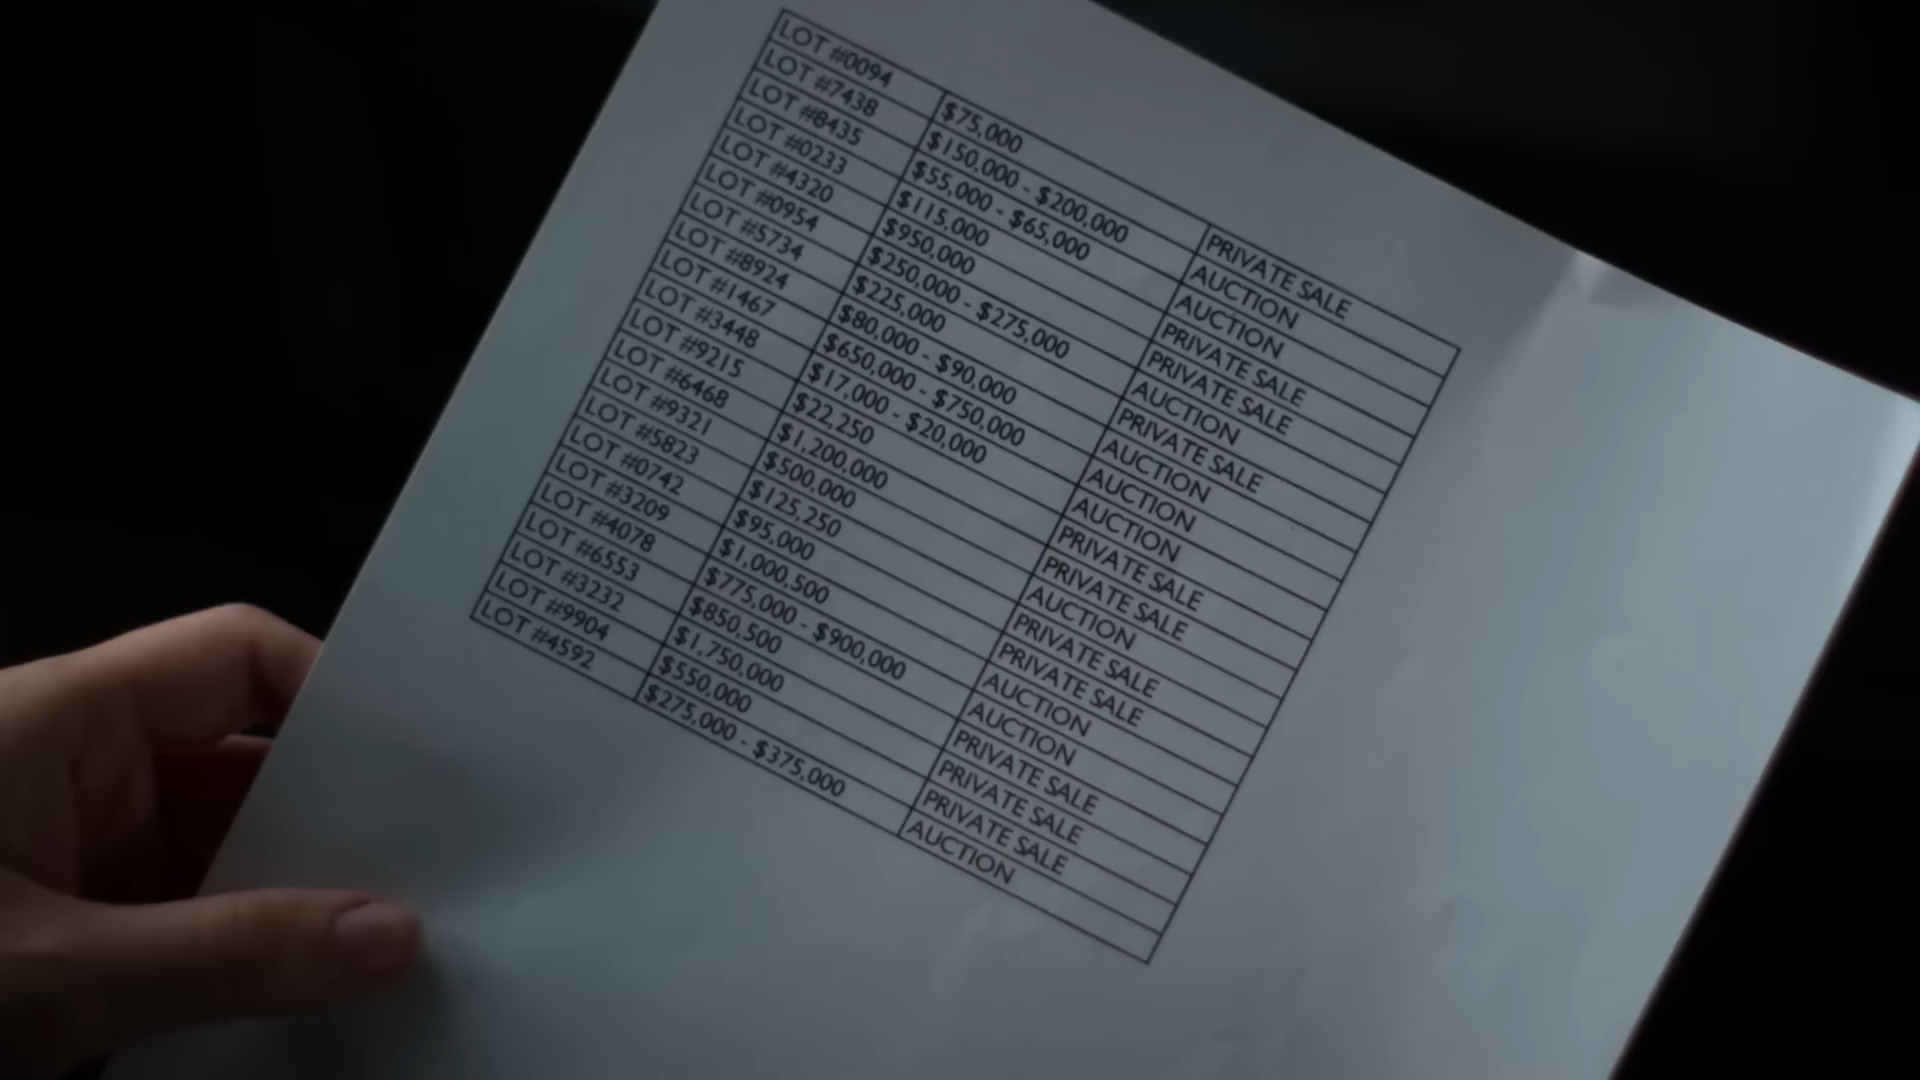 LOT #0094 $75,000 PRIVATE SALE
LOT #7438 $150,000 - $200,000 AUCTION
LOT #8435 $55,000 - $65,000 AUCTION
LOT #0233 $115,000 PRIVATE SALE
LOT #4320 $950,000 PRIVATE SALE
LOT #0954 $250,000 - $275,000 AUCTION
LOT #5734 $225,000 PRIVATE SALE
LOT #8924 $80,000 - $90,000 AUCTION
LOT #1467 $650,000 - $750,000 AUCTION
LOT #3448 $17,000 - $20,000 AUCTION
LOT #9215 $22,250 PRIVATE SALE
LOT #6468 $1,200,000 PRIVATE SALE
LOT #9321 $500,000 AUCTION
LOT #5823 $125,250 PRIVATE SALE
LOT #0742 $95,000 PRIVATE SALE
LOT #3209 $1,000,500 AUCTION
LOT #4078 $775,000 - $900,000 AUCTION
LOT #6553 $850,500 PRIVATE SALE
LOT #3232 $1,750,000 PRIVATE SALE
LOT #9904 $550,000 PRIVATE SALE
LOT #4592 $275,000 - $375,000 AUCTION